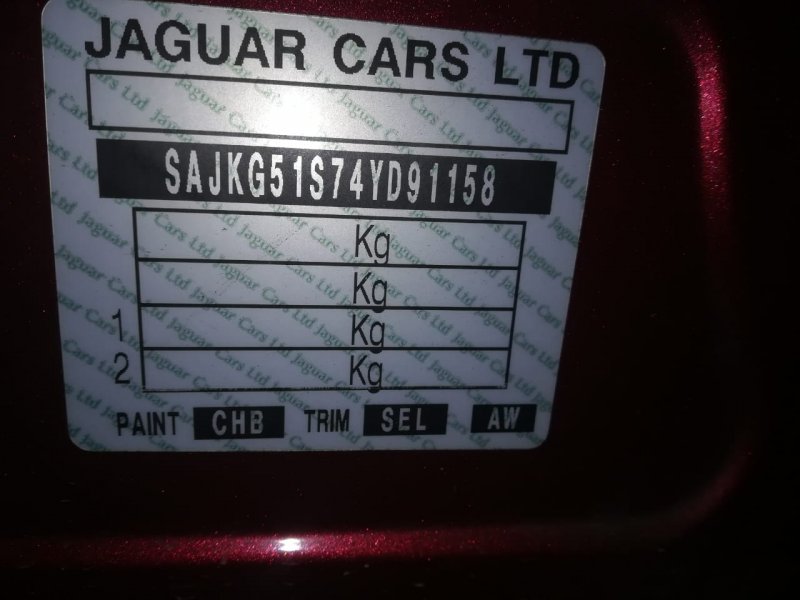 JAGUAR CARS LTD
SAJKG51S74YD91158
Kg
Kg
1 Kg
2 Kg
PAINT CHB TRIM SEL AW